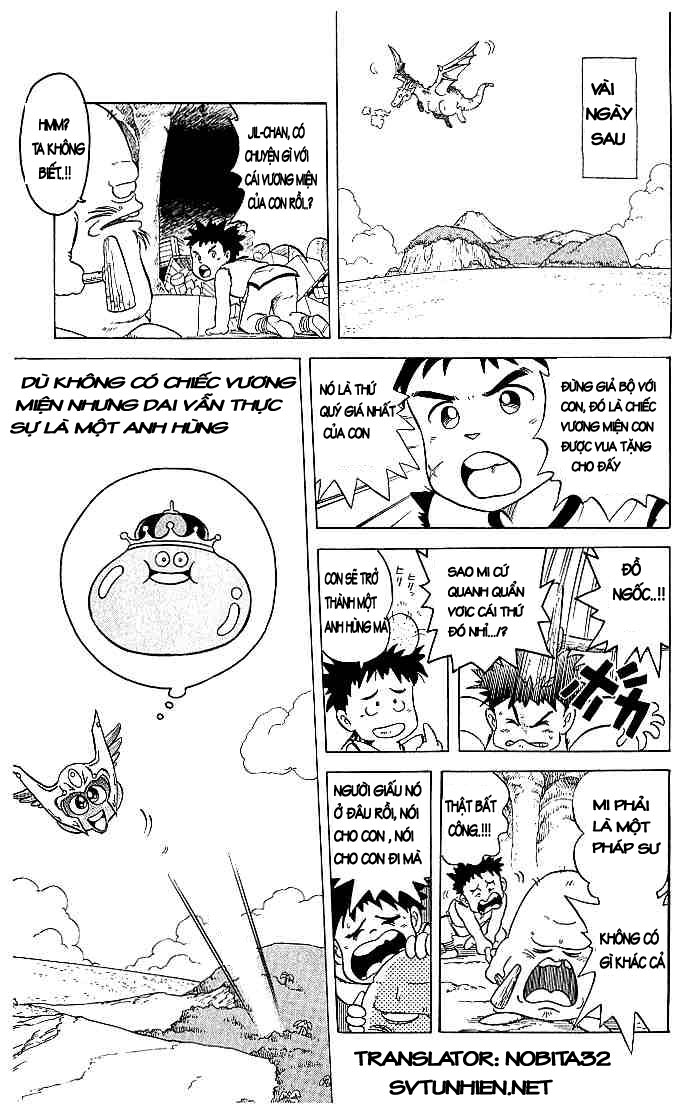 VÀI
NGÀY
SAU
JIL-CHAN, CÓ
CHUYỆN GÌ VỚI
CÁI VƯƠNG MIỆN
CỦA CON RỒI.?
HMM?
TA KHÔNG
BIẾT.!!
ĐỪNG GIẢ BỘ VỚI
CON, ĐÓ LÀ CHIẾC
VƯƠNG MIỆN CON
ĐƯỢC VUA TẶNG
CHO ĐẤY
NÓ LÀ THỨ
QUÝ GIÁ NHẤT
CỦA CON
ĐỒ
NGỐC..!!
SAO MI CỨ
QUANH QUẨN
VƠIC CÁI THỨ
ĐÓ NHỈ.../?
ポカ
ポカ
CON SẼ TRỞ
THÀNH MỘT
ANH HÙNG MÀ
MI PHẢI
LÀ MỘT
PHÁP SƯ
KHÔNG CÓ
GÌ KHÁC CẢ
THẬT BẤT
CÔNG.!!!
NGƯỜI GIẤU NÓ
Ở ĐÂU RỒI, NÓI
CHO CON , NÓI
CHO CON ĐI MÀ
DÙ KHÔNG CÓ CHIẾC VƯƠNG
MIỆN NHƯNG DAI VẪN THỰC
SỰ LÀ MỘT ANH HÙNG
TRANSLATOR: NOBITA32
SVTUNHIEN.NET